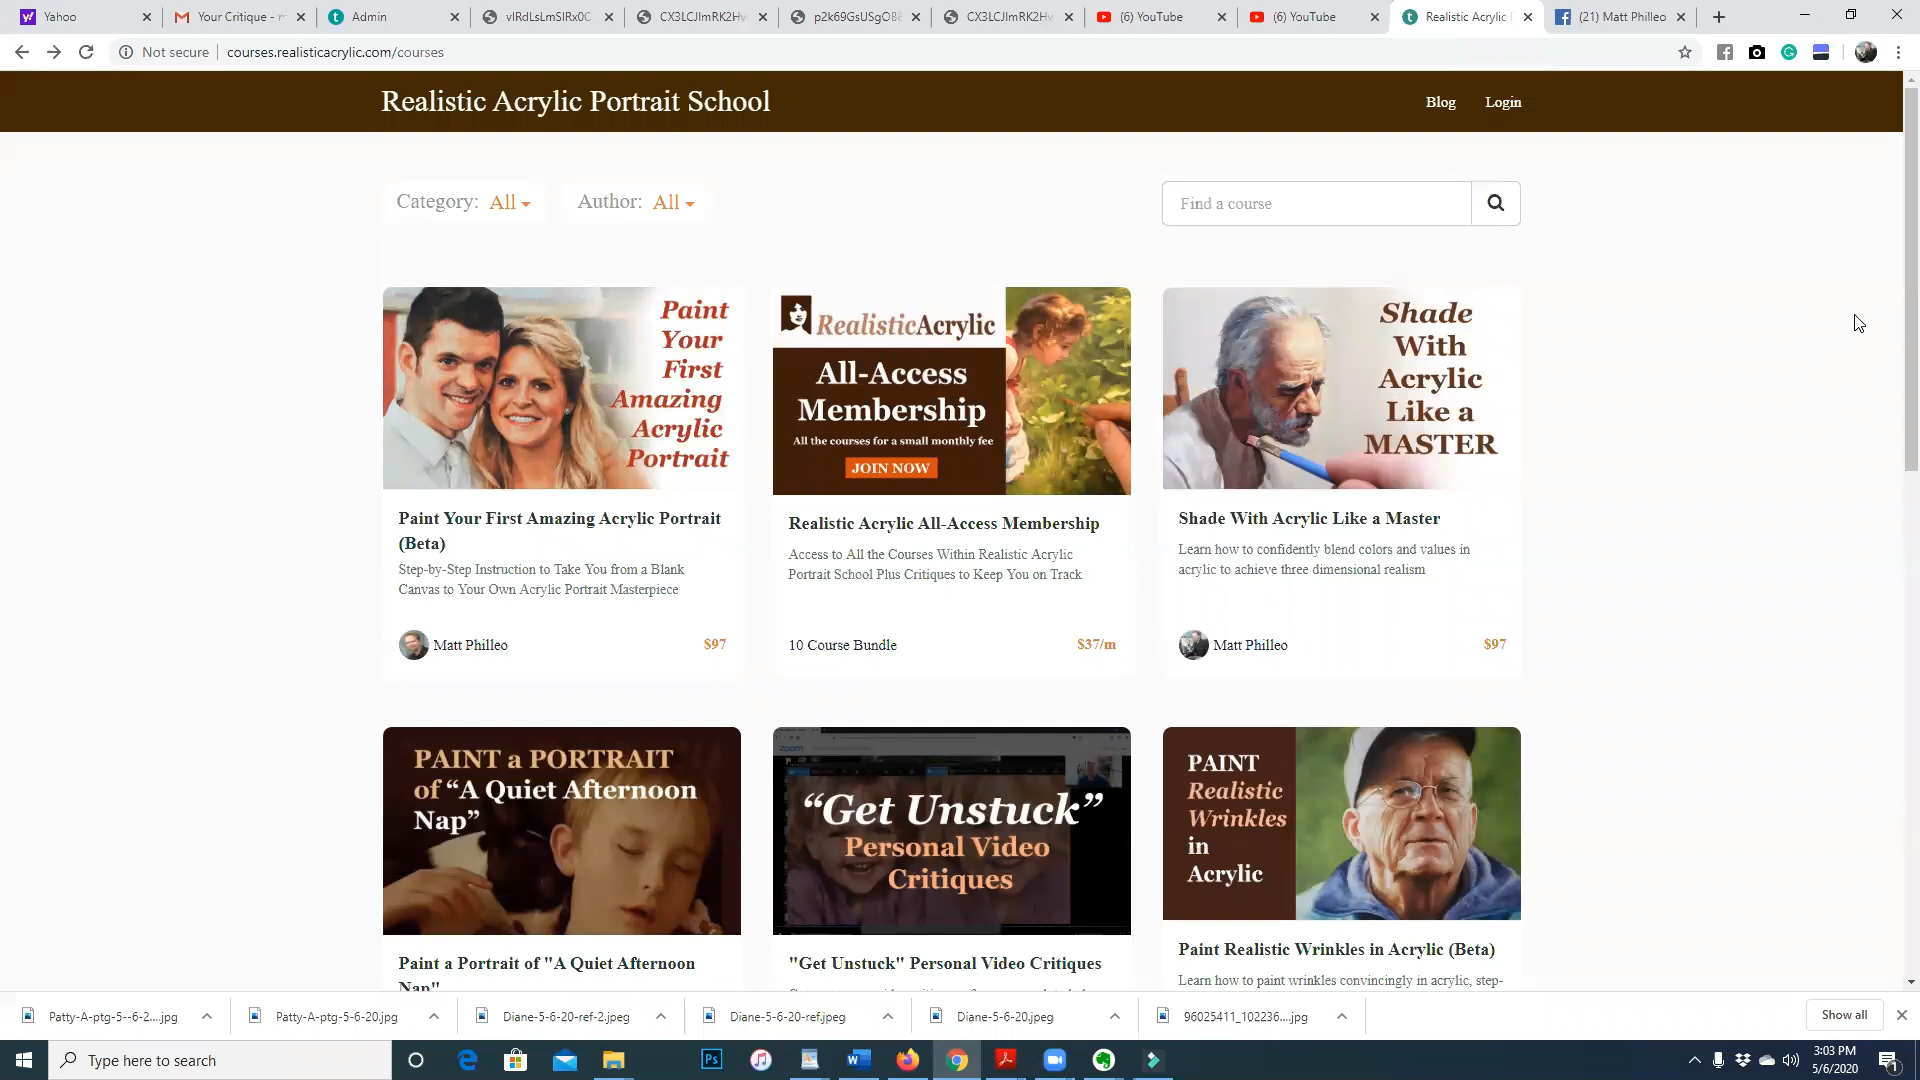 Yahoo
Your Critique - m
Admin
vIRdLsLmSIRx0C
CX3LCJImRK2Hv
p2k69GsUSgOBE
CX3LCJImRK2Hv
(6) YouTube
(6) YouTube
Realistic Acrylic
(21) Matt Philleo
Not secure
courses.realisticacrylic.com/courses
Realistic Acrylic Portrait School
Blog
Login
Category: All
Author: All
Find a course
Paint
Your
First
Amazing
Acrylic
Portrait
RealisticAcrylic
All-Access
Membership
All the courses for a small monthly fee
JOIN NOW
Shade
With
Acrylic
Like a
MASTER
Paint Your First Amazing Acrylic Portrait
(Beta)
Step-by-Step Instruction to Take You from a Blank
Canvas to Your Own Acrylic Portrait Masterpiece
Matt Philleo
$97
Realistic Acrylic All-Access Membership
Access to All the Courses Within Realistic Acrylic
Portrait School Plus Critiques to Keep You on Track
10 Course Bundle
$37/m
Shade With Acrylic Like a Master
Learn how to confidently blend colors and values in
acrylic to achieve three dimensional realism
Matt Philleo
$97
PAINT a PORTRAIT
of “A Quiet Afternoon
Nap”
zoom
“Get Unstuck”
Personal Video
Critiques
PAINT
Realistic
Wrinkles
in
Acrylic
Paint a Portrait of "A Quiet Afternoon
Nap"
"Get Unstuck" Personal Video Critiques
Paint Realistic Wrinkles in Acrylic (Beta)
Learn how to paint wrinkles convincingly in acrylic, step-
Patty-A-ptg-5--6-2....jpg
Patty-A-ptg-5-6-20.jpg
Diane-5-6-20-ref-2.jpeg
Diane-5-6-20-ref.jpeg
Diane-5-6-20.jpeg
96025411_102236....jpg
Show all
Type here to search
3:03 PM
5/6/2020